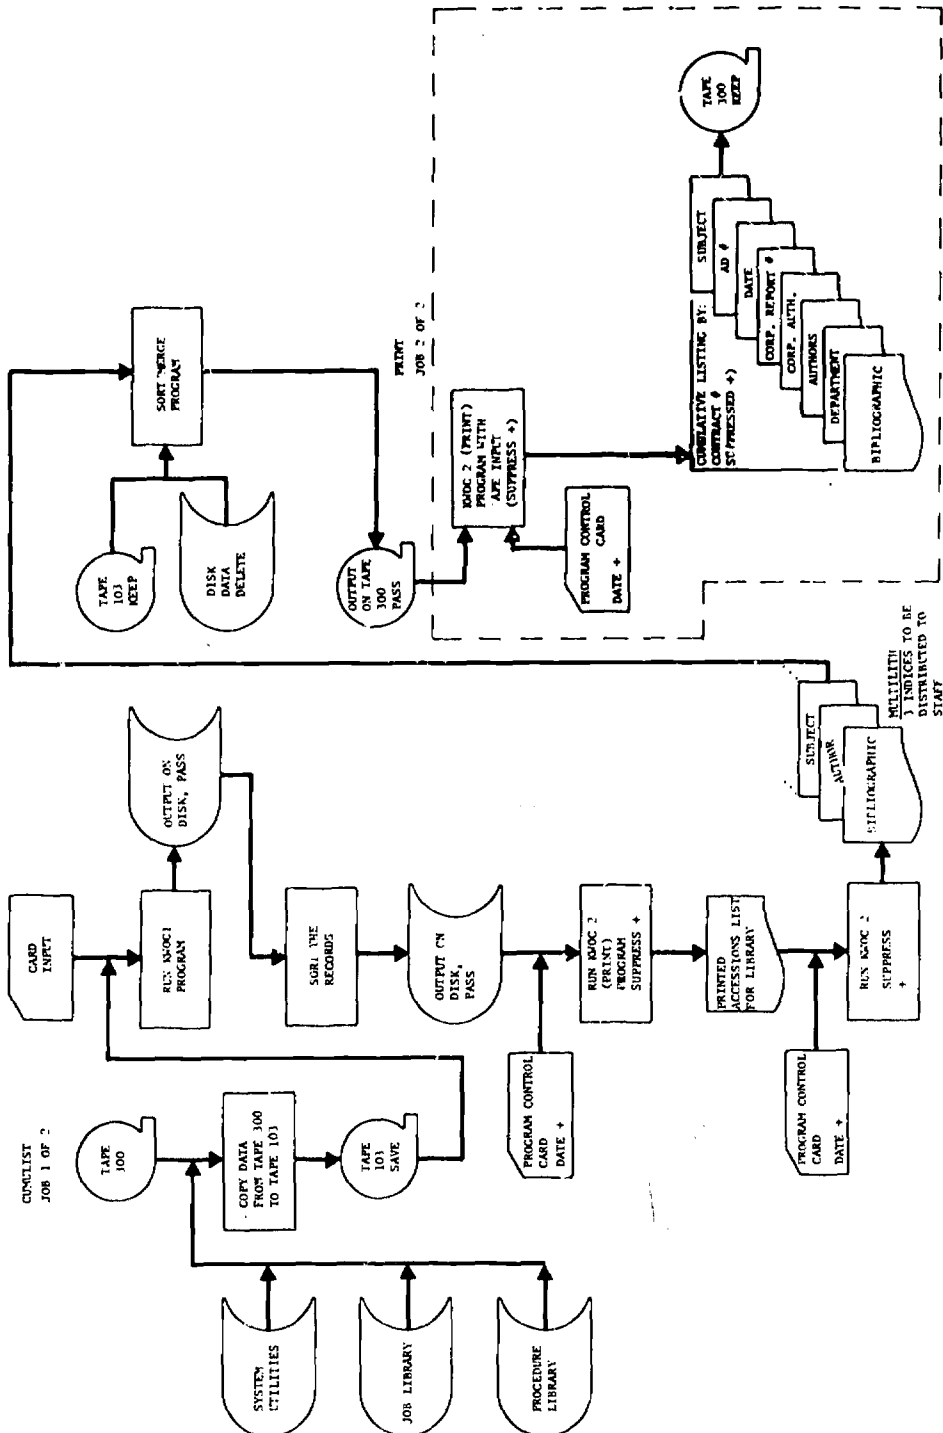 CUMULIST
JOB 1 OF 2
TAPE
300
SYSTEM
UTILITIES
JOB LIBRARY
PROCEDURE
LIBRARY
COPY DATA
FROM TAPE 300
TO TAPE 103
TAPE
103
SAVE
CARD
INPUT
RUN KWOC1
PROGRAM
OUTPUT ON
DISK, PASS
SORT THE
RECORDS
OUTPUT ON
DISK,
PASS
PROGRAM CONTROL
CARD
DATE +
RUN KWOC 2
(PRINT)
PROGRAM
SUPPRESS +
PRINTED
ACCESSIONS LIST
FOR LIBRARY
PROGRAM CONTROL
CARD
DATE +
RUN KWOC 2
SUPPRESS
+
SUBJECT
AUTHOR
BIBLIOGRAPHIC
MULTILITH
3 INDICES TO BE
DISTRIBUTED TO
STAFF
TAPE
103
KEEP
DISK
DATA
DELETE
SORT MERGE
PROGRAM
OUTPUT
ON TAPE
300
PASS
PRINT
JOB 2 OF 2
KWOC 2 (PRINT)
PROGRAM WITH
TAPE INPUT
(SUPPRESS +)
PROGRAM CONTROL
CARD
DATE +
CUMULATIVE LISTING BY:
CONTRACT #
SUPPRESSED +)
SUBJECT
AD #
DATE
CORP. REPORT #
CORP. AUTH.
AUTHORS
DEPARTMENT
BIBLIOGRAPHIC
TAPE
300
KEEP